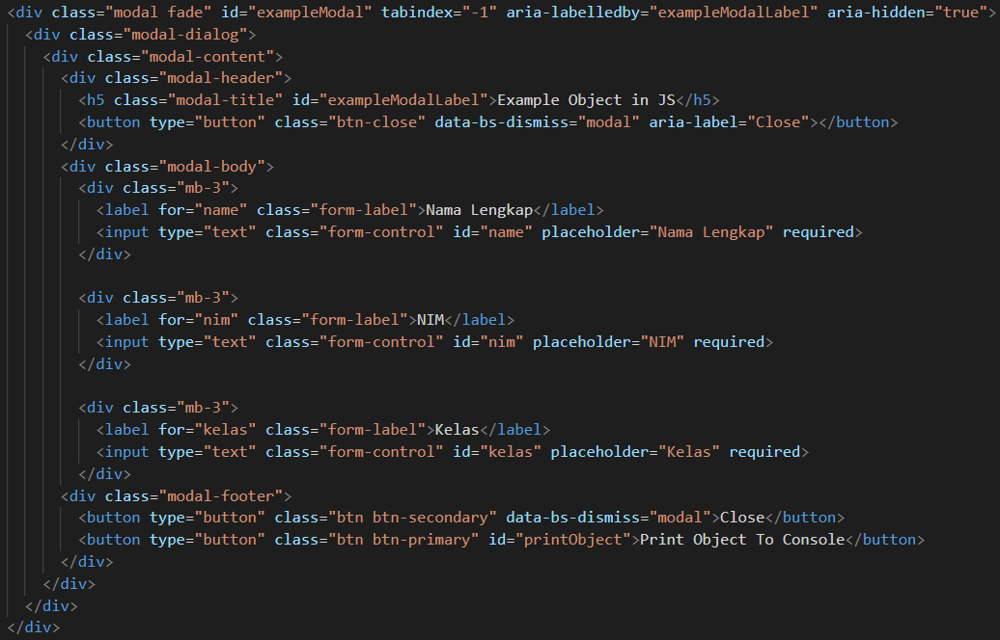 <div class="modal fade" id="exampleModal" tabindex="-1" aria-labelledby="exampleModalLabel" aria-hidden="true">
  <div class="modal-dialog">
    <div class="modal-content">
      <div class="modal-header">
        <h5 class="modal-title" id="exampleModalLabel">Example Object in JS</h5>
        <button type="button" class="btn-close" data-bs-dismiss="modal" aria-label="Close"></button>
      </div>
      <div class="modal-body">
        <div class="mb-3">
          <label for="name" class="form-label">Nama Lengkap</label>
          <input type="text" class="form-control" id="name" placeholder="Nama Lengkap" required>
        </div>

        <div class="mb-3">
          <label for="nim" class="form-label">NIM</label>
          <input type="text" class="form-control" id="nim" placeholder="NIM" required>
        </div>

        <div class="mb-3">
          <label for="kelas" class="form-label">Kelas</label>
          <input type="text" class="form-control" id="kelas" placeholder="Kelas" required>
        </div>
      <div class="modal-footer">
        <button type="button" class="btn btn-secondary" data-bs-dismiss="modal">Close</button>
        <button type="button" class="btn btn-primary" id="printObject">Print Object To Console</button>
      </div>
    </div>
  </div>
</div>